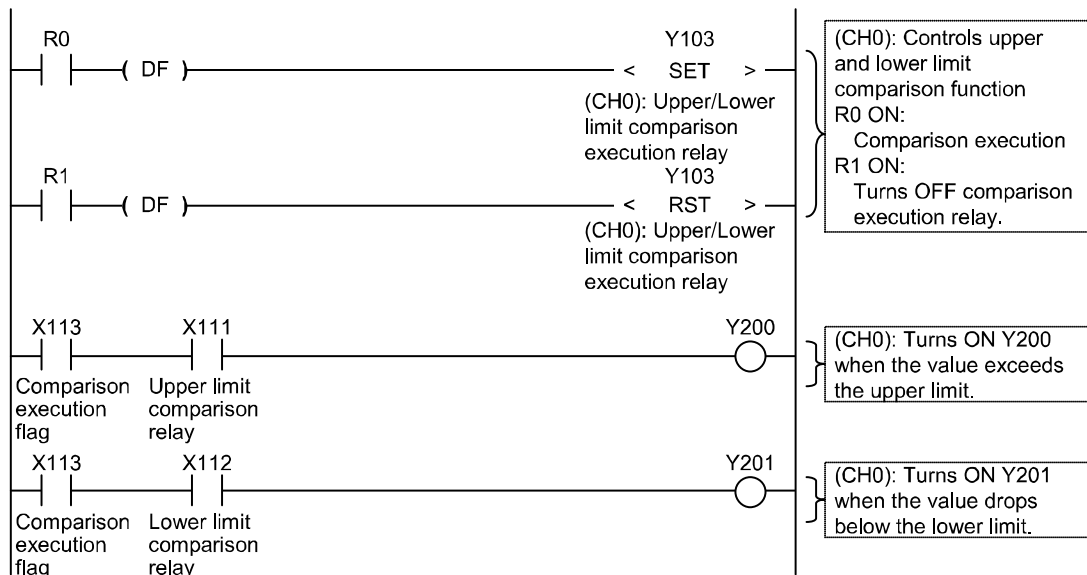 R0
Y103
( DF )
< SET >
(CH0): Upper/Lower
limit comparison
execution relay
R1
Y103
( DF )
< RST >
(CH0): Upper/Lower
limit comparison
execution relay
(CH0): Controls upper
and lower limit
comparison function
R0 ON:
Comparison execution
R1 ON:
Turns OFF comparison
execution relay.
X113
X111
Y200
Comparison
execution
flag
Upper limit
comparison
relay
(CH0): Turns ON Y200
when the value exceeds
the upper limit.
X113
X112
Y201
Comparison
execution
flag
Lower limit
comparison
relay
(CH0): Turns ON Y201
when the value drops
below the lower limit.